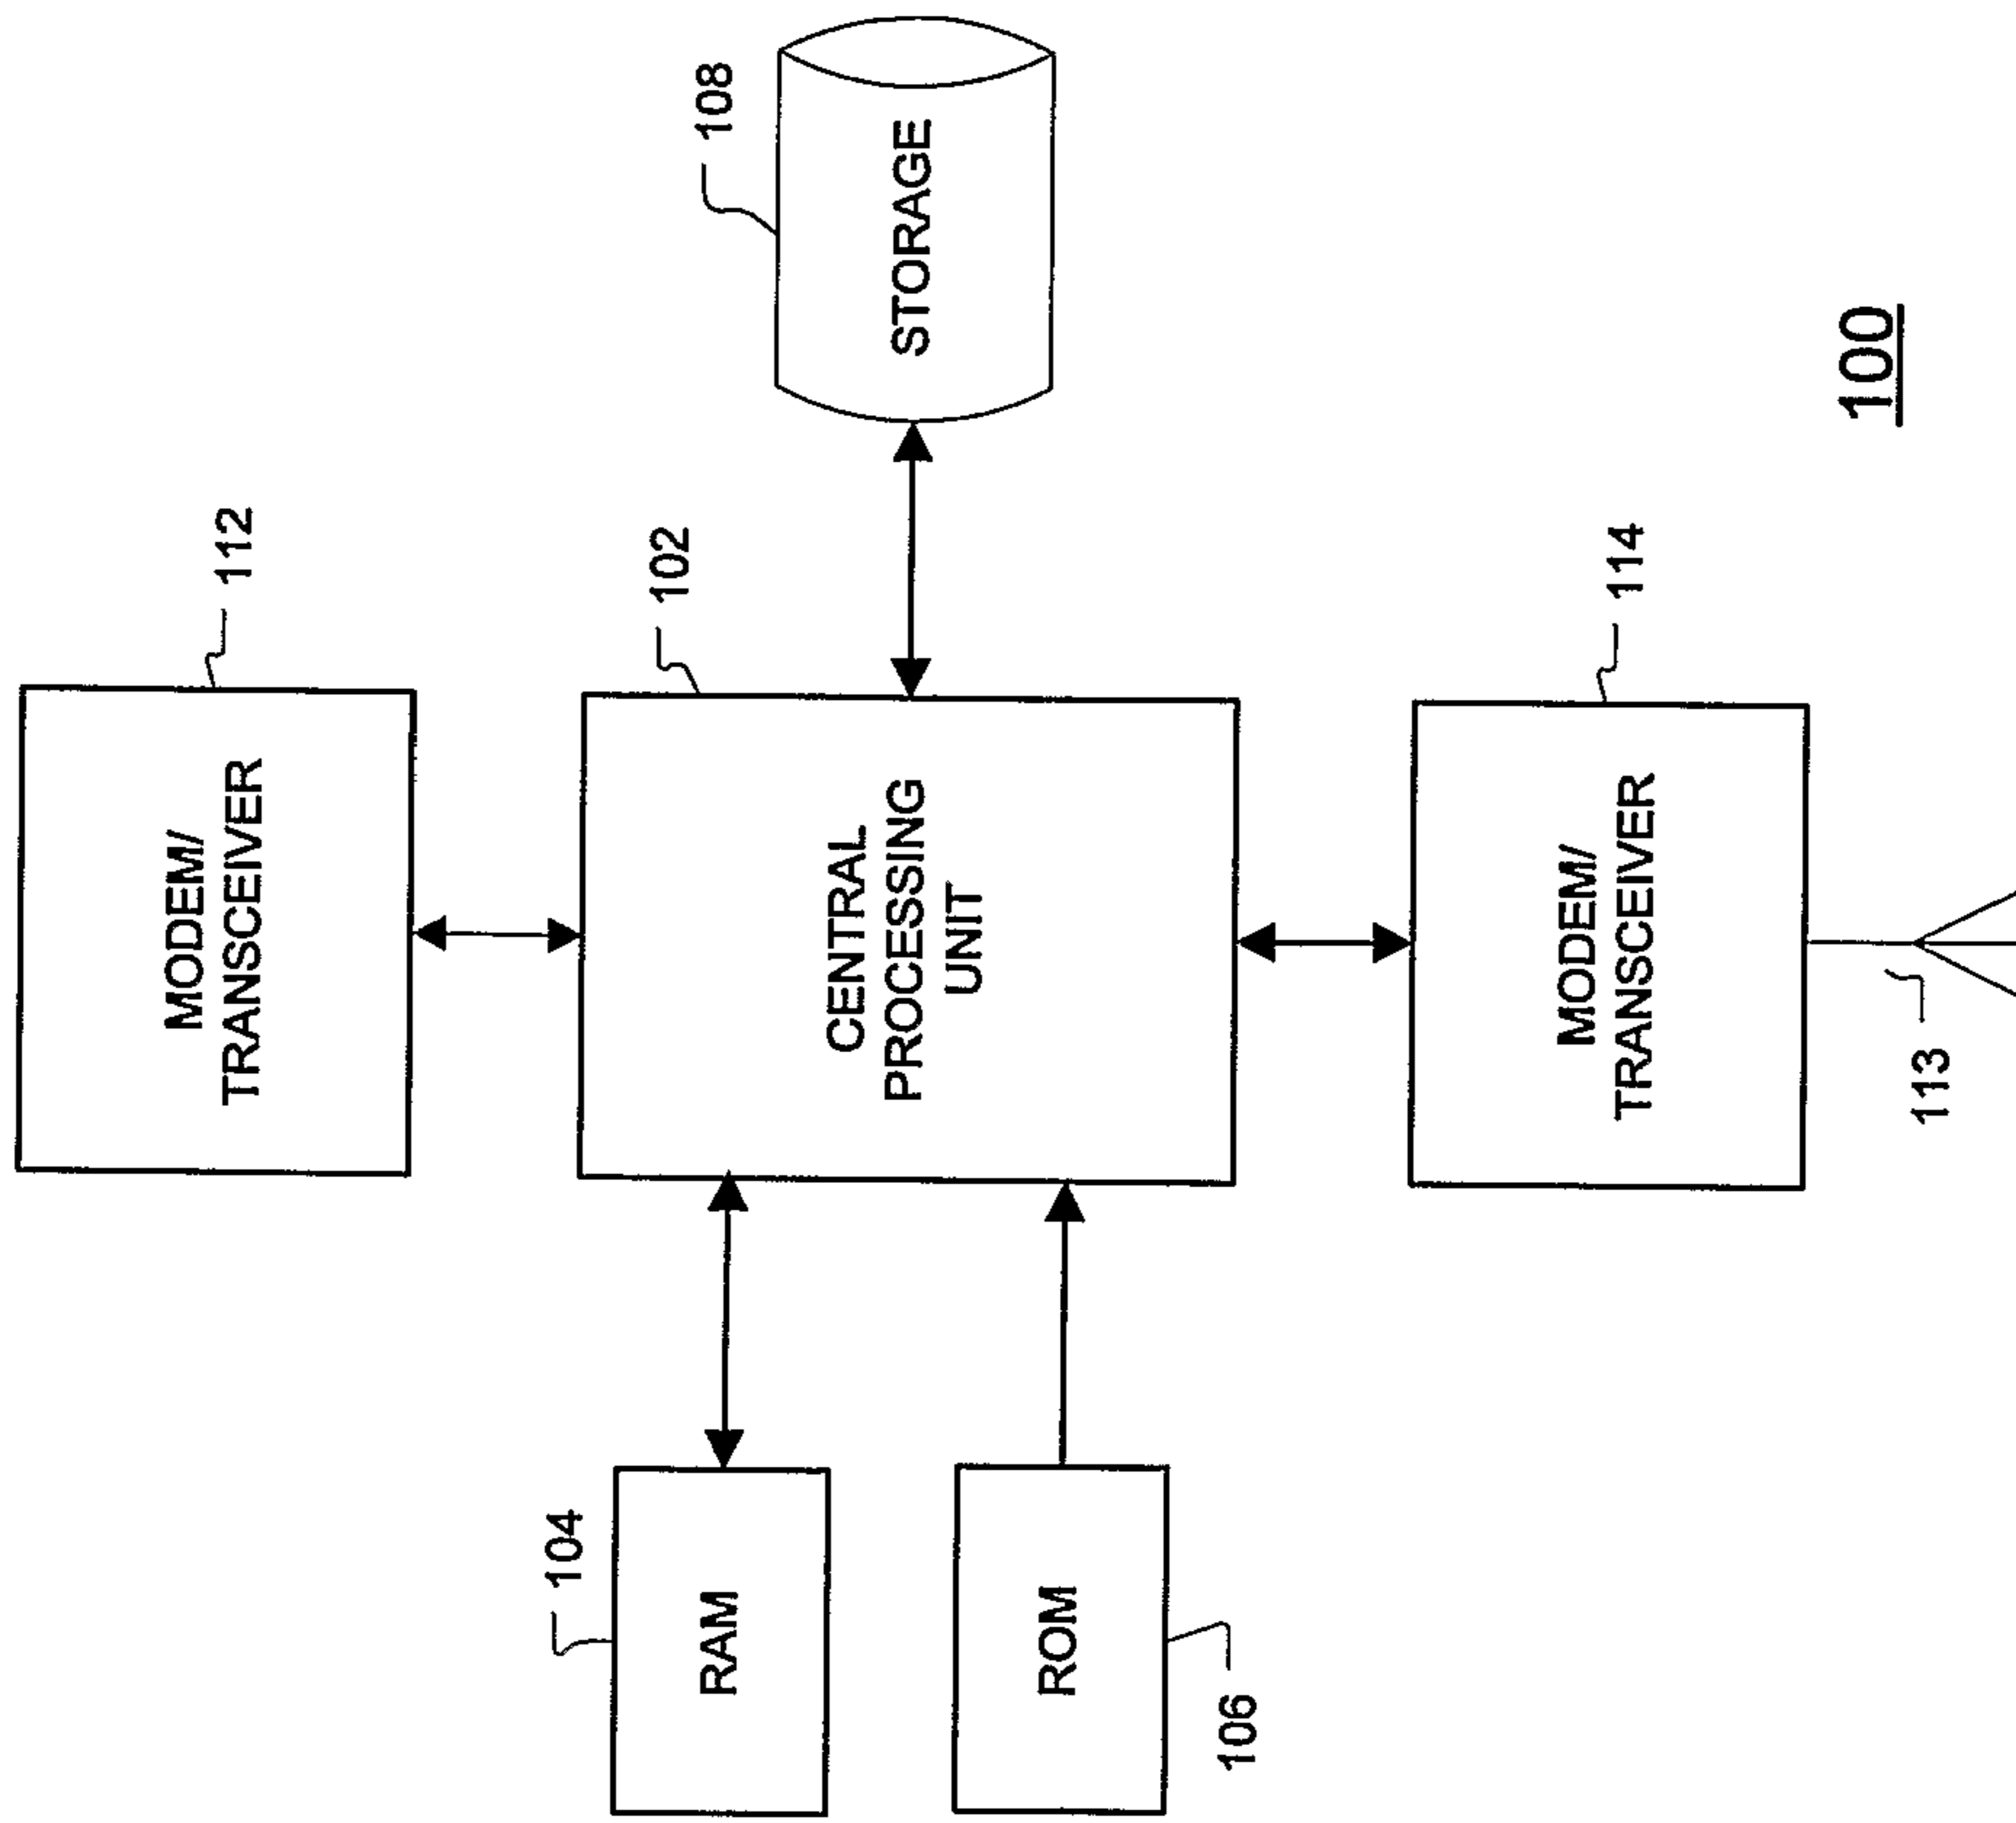 108
STORAGE
112
102
114
100
MODEM/
TRANSCEIVER
CENTRAL
PROCESSING
UNIT
MODEM/
TRANSCEIVER
113
104
RAM
ROM
106